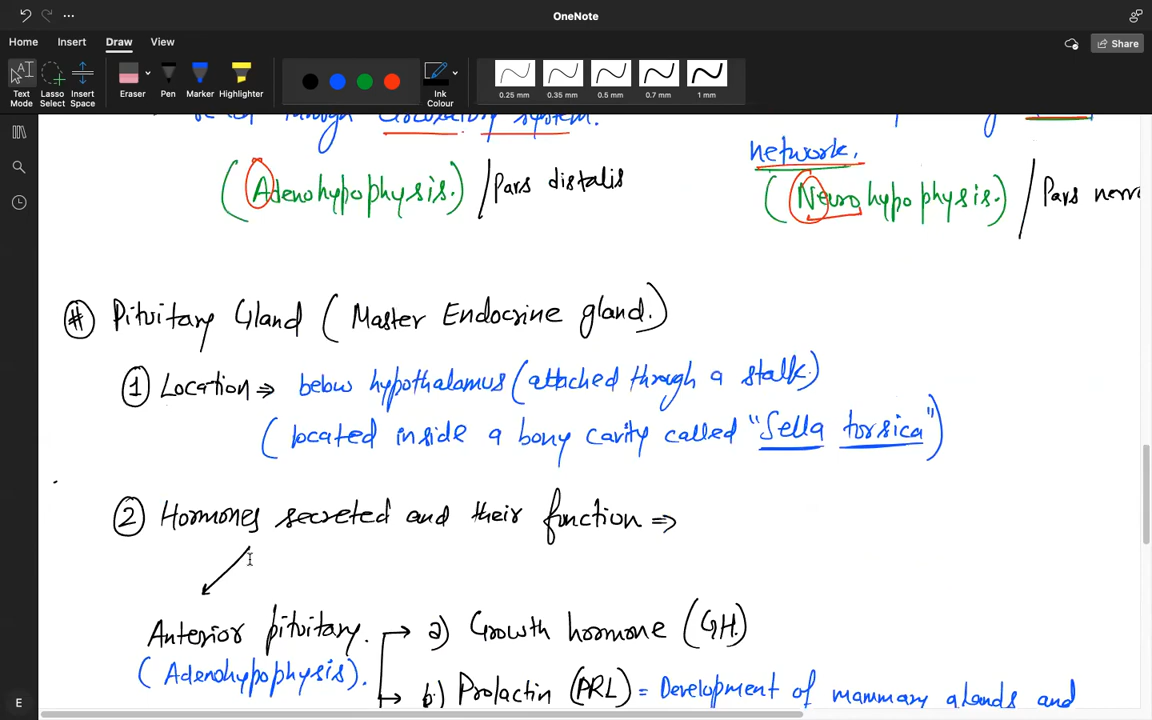 OneNote
Home Insert Draw View
Share
Text Mode
Lasso Select
Insert Space
Eraser
Pen
Marker
Highlighter
Ink Colour
0.25 mm 0.35 mm 0.5 mm 0.7 mm 1 mm
through circulatory system.
network.
(Adenohypophysis.) / Pars distalis
(Neurohypophysis.) / Pars nerv
# Pituitary Gland ( Master Endocrine gland.)
① Location ⇒ below hypothalamus (attached through a stalk.)
( located inside a bony cavity called "Sella torsica")
② Hormones secreted and their function ⇒
Anterior pituitary. → a) Growth hormone (GH.)
(Adenohypophysis).
→ b) Prolactin (PRL) = Development of mammary glands and
E